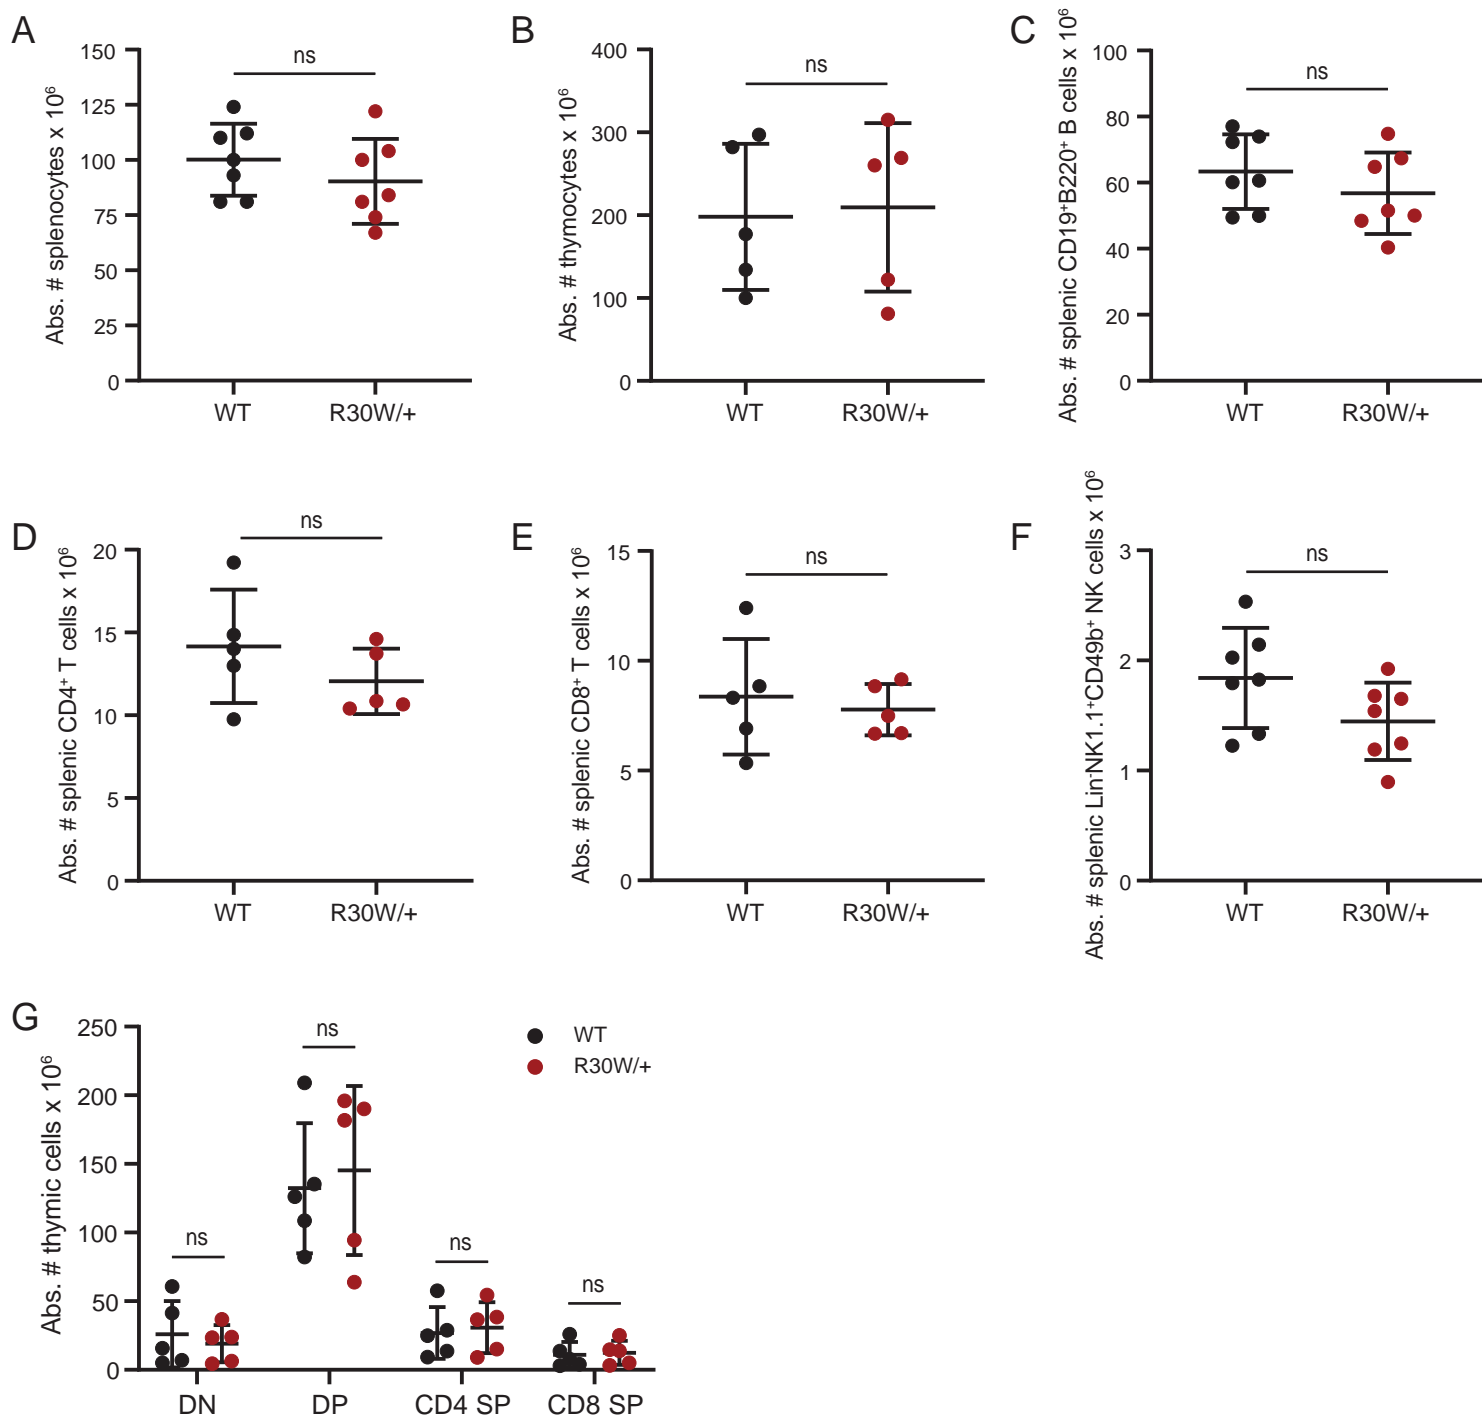 A
Abs. # splenocytes x 10⁶
150
125
100
75
50
25
0
ns
WT
R30W/+
B
Abs. # thymocytes x 10⁶
400
300
200
100
0
ns
WT
R30W/+
C
Abs. # splenic CD19⁺B220⁺ B cells x 10⁶
100
80
60
40
20
0
ns
WT
R30W/+
D
Abs. # splenic CD4⁺ T cells x 10⁶
20
15
10
5
0
ns
WT
R30W/+
E
Abs. # splenic CD8⁺ T cells x 10⁶
15
10
5
0
ns
WT
R30W/+
F
Abs. # splenic Lin⁻NK1.1⁺CD49b⁺ NK cells x 10⁶
3
2
1
0
ns
WT
R30W/+
G
Abs. # thymic cells x 10⁶
250
200
150
100
50
0
ns
ns
ns
ns
WT
R30W/+
DN
DP
CD4 SP
CD8 SP